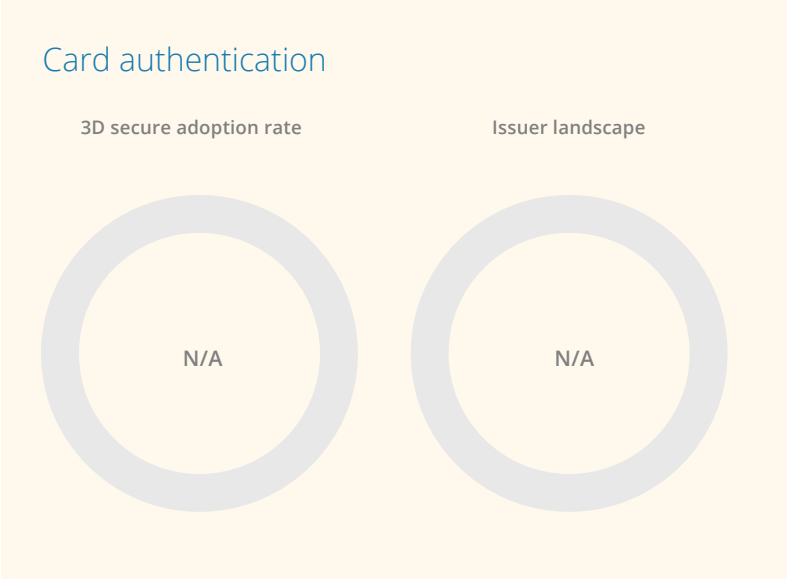 Card authentication
3D secure adoption rate
Issuer landscape
N/A
N/A